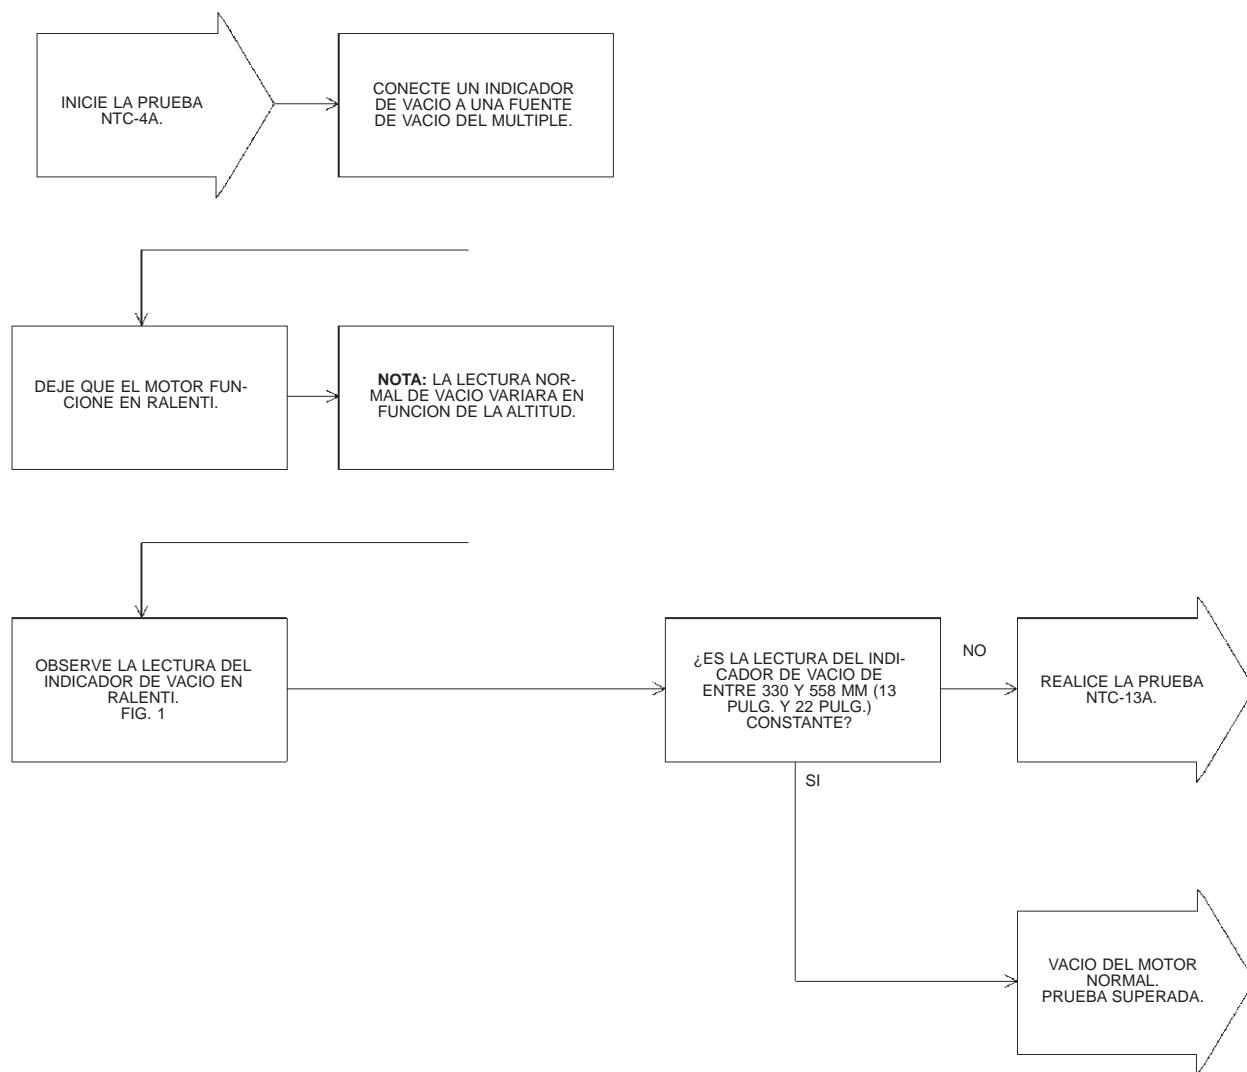 INICIE LA PRUEBA
NTC-4A.
CONECTE UN INDICADOR
DE VACIO A UNA FUENTE
DE VACIO DEL MULTIPLE.
DEJE QUE EL MOTOR FUN-
CIONE EN RALENTI.
NOTA: LA LECTURA NOR-
MAL DE VACIO VARIARA EN
FUNCION DE LA ALTITUD.
OBSERVE LA LECTURA DEL
INDICADOR DE VACIO EN
RALENTI.
FIG. 1
¿ES LA LECTURA DEL INDI-
CADOR DE VACIO DE
ENTRE 330 Y 558 MM (13
PULG. Y 22 PULG.)
CONSTANTE?
NO
REALICE LA PRUEBA
NTC-13A.
SI
VACIO DEL MOTOR
NORMAL.
PRUEBA SUPERADA.